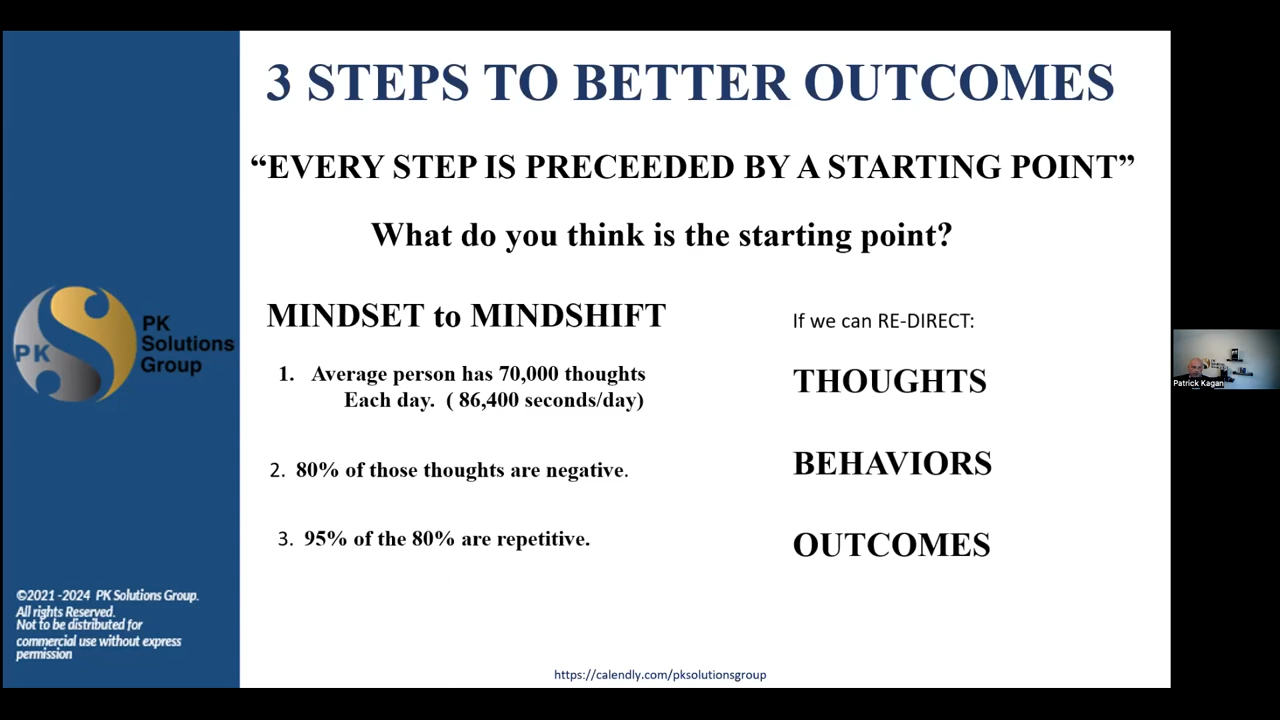 3 STEPS TO BETTER OUTCOMES
“EVERY STEP IS PRECEEDED BY A STARTING POINT”
What do you think is the starting point?
MINDSET to MINDSHIFT
1. Average person has 70,000 thoughts
Each day. ( 86,400 seconds/day)
2. 80% of those thoughts are negative.
3. 95% of the 80% are repetitive.
If we can RE-DIRECT:
THOUGHTS
BEHAVIORS
OUTCOMES
PK
PK
Solutions
Group
©2021 -2024 PK Solutions Group.
All rights Reserved.
Not to be distributed for
commercial use without express
permission
https://calendly.com/pksolutionsgroup
Patrick Kagan